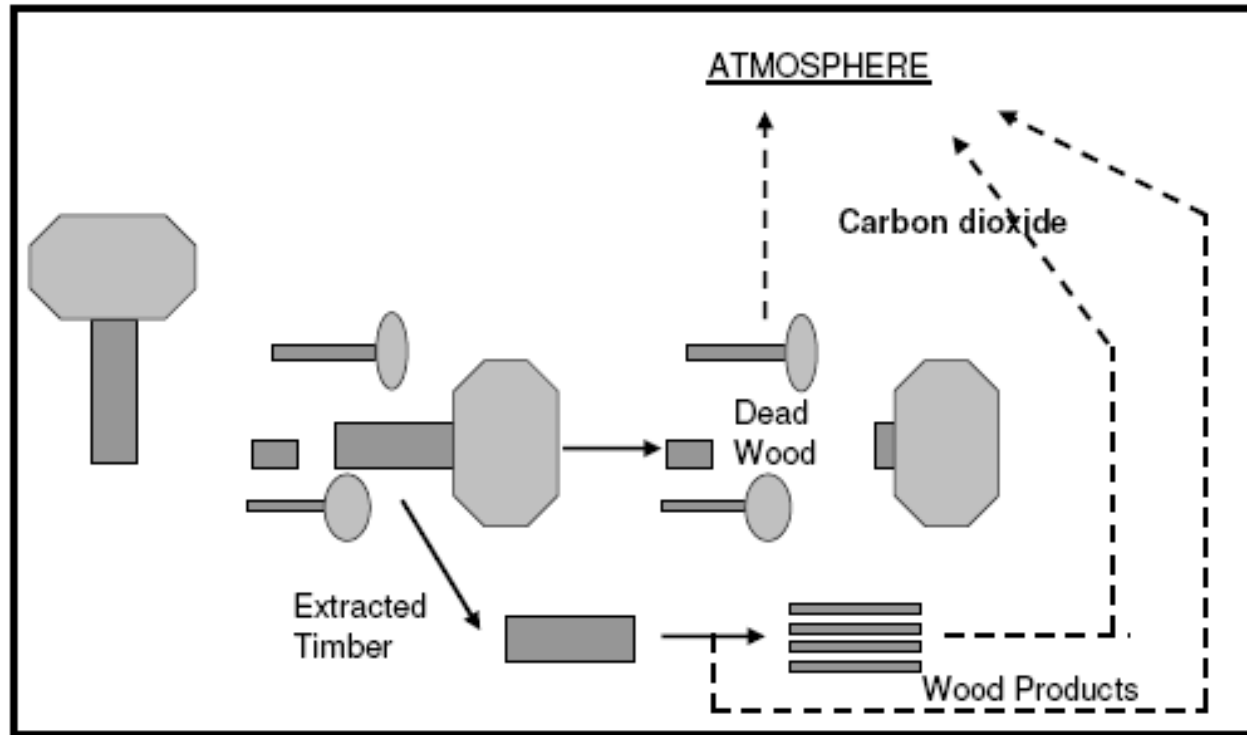 ATMOSPHERE
Carbon dioxide
Dead
Wood
Extracted
Timber
Wood Products